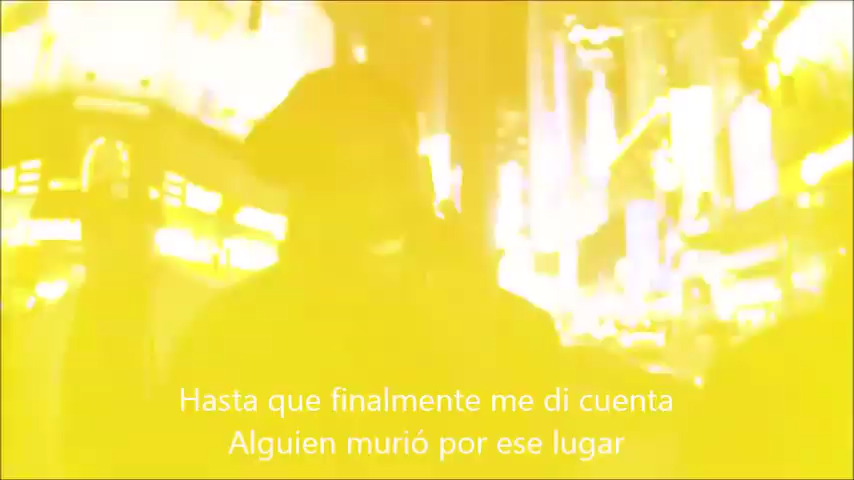 Hasta que finalmente me di cuenta
Alguien murió por ese lugar